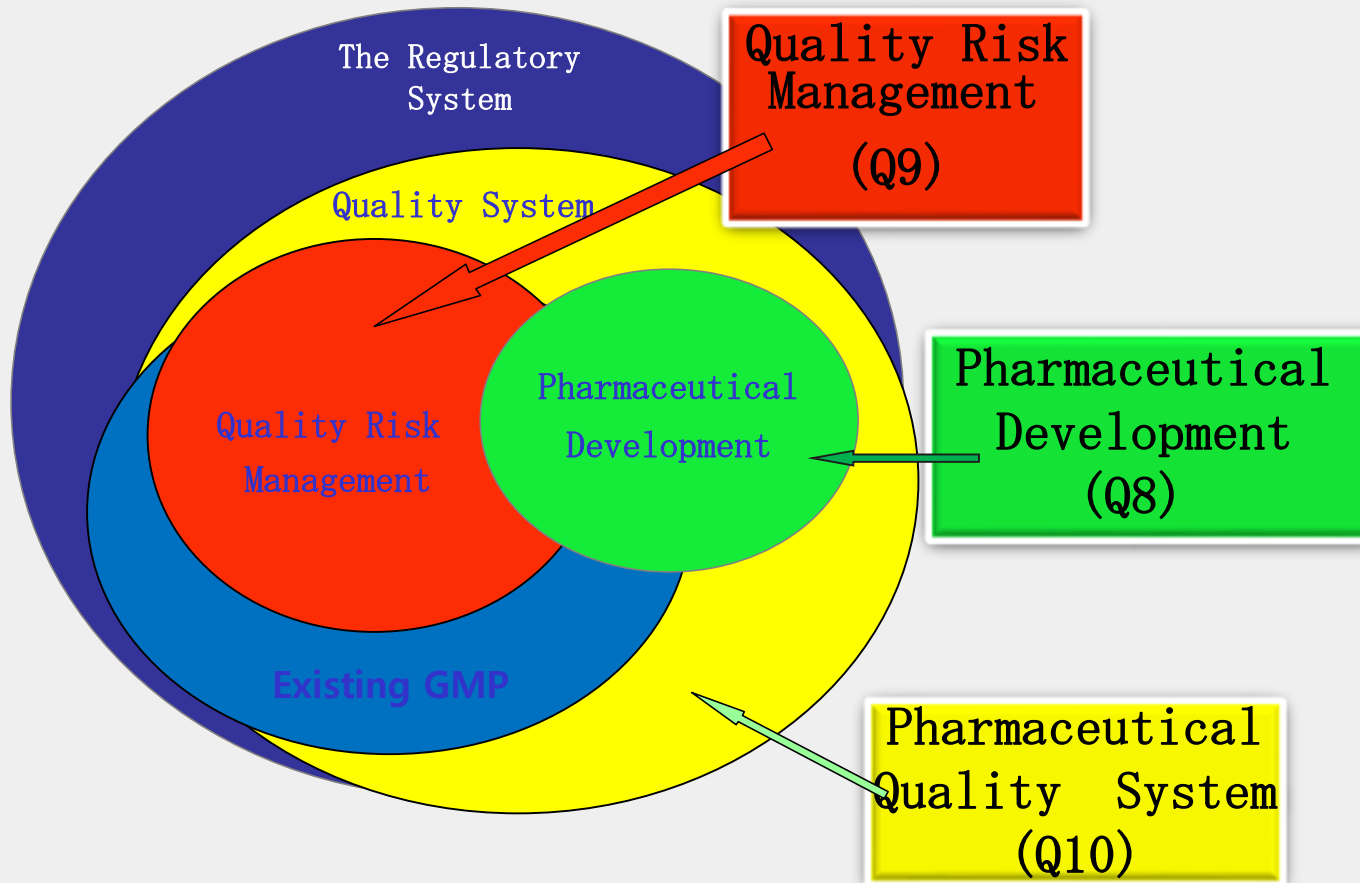 The Regulatory
System
Quality System
Quality Risk
Management
Pharmaceutical
Development
Existing GMP
Quality Risk
Management
(Q9)
Pharmaceutical
Development
(Q8)
Pharmaceutical
Quality System
(Q10)